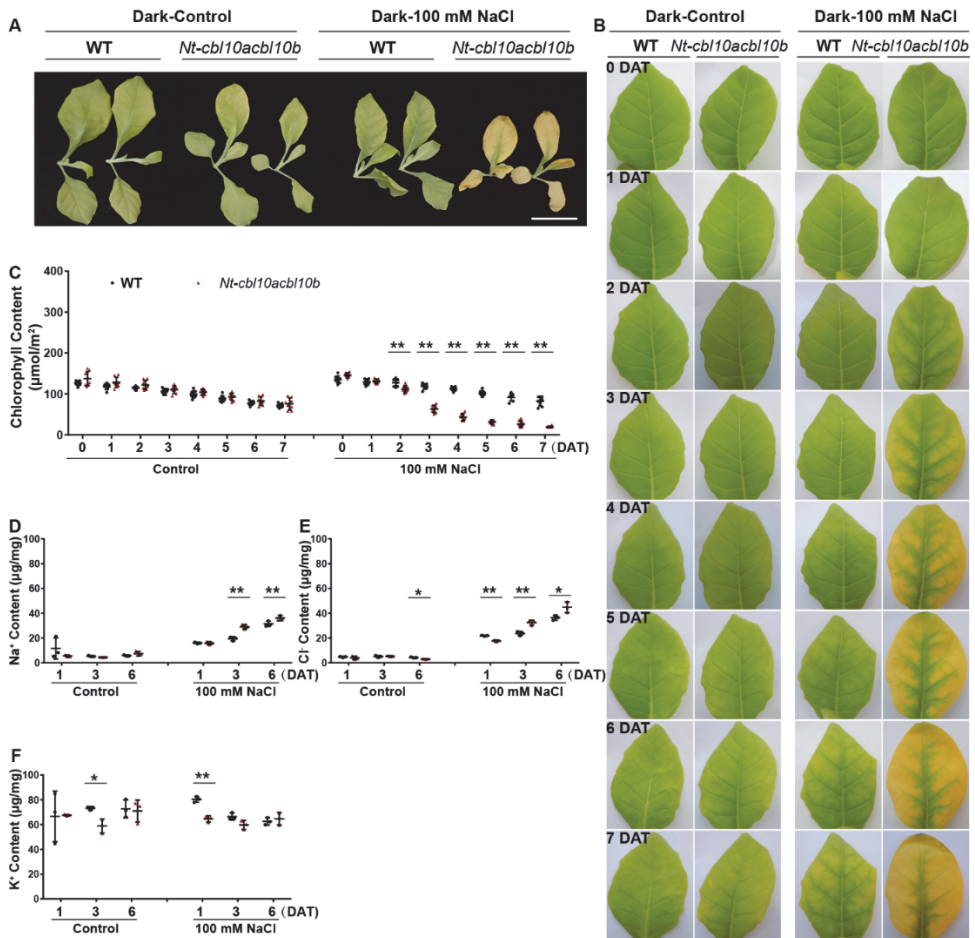 A
Dark-Control
Dark-100 mM NaCl
WT
Nt-cbl10acbl10b
WT
Nt-cbl10acbl10b
B
Dark-Control
Dark-100 mM NaCl
WT
Nt-cbl10acbl10b
WT
Nt-cbl10acbl10b
0 DAT
1 DAT
2 DAT
3 DAT
4 DAT
5 DAT
6 DAT
7 DAT
C
WT
Nt-cbl10acbl10b
Chlorophyll Content
(μmol/m²)
400
300
200
100
0
** ** ** ** ** **
0 1 2 3 4 5 6 7 0 1 2 3 4 5 6 7 (DAT)
Control
100 mM NaCl
D
Na⁺ Content (μg/mg)
100
80
60
40
20
0
** **
1 3 6 1 3 6 (DAT)
Control
100 mM NaCl
E
Cl⁻ Content (μg/mg)
100
80
60
40
20
0
* ** ** *
1 3 6 1 3 6 (DAT)
Control
100 mM NaCl
F
K⁺ Content (μg/mg)
100
80
60
40
20
0
* **
1 3 6 1 3 6 (DAT)
Control
100 mM NaCl